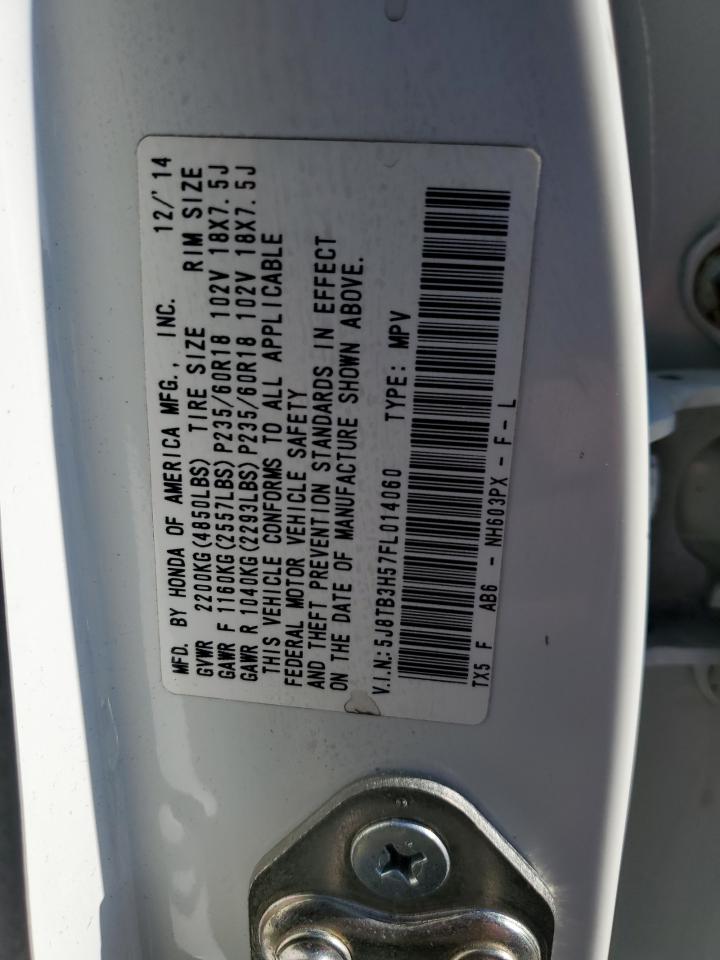 MFD. BY HONDA OF AMERICA MFG., INC. 12/'14
GVWR 2200KG(4850LBS) TIRE SIZE RIM SIZE
GAWR F 1160KG(2557LBS)P235/60R18 102V 18X7.5J
GAWR R 1040KG(2293LBS)P235/60R18 102V 18X7.5J
THIS VEHICLE CONFORMS TO ALL APPLICABLE
FEDERAL MOTOR VEHICLE SAFETY
AND THEFT PREVENTION STANDARDS IN EFFECT
ON THE DATE OF MANUFACTURE SHOWN ABOVE.
V.I.N.: 5J8TB3H57FL014060 TYPE: MPV
TX5 F AB6 - NH603PX - F - L